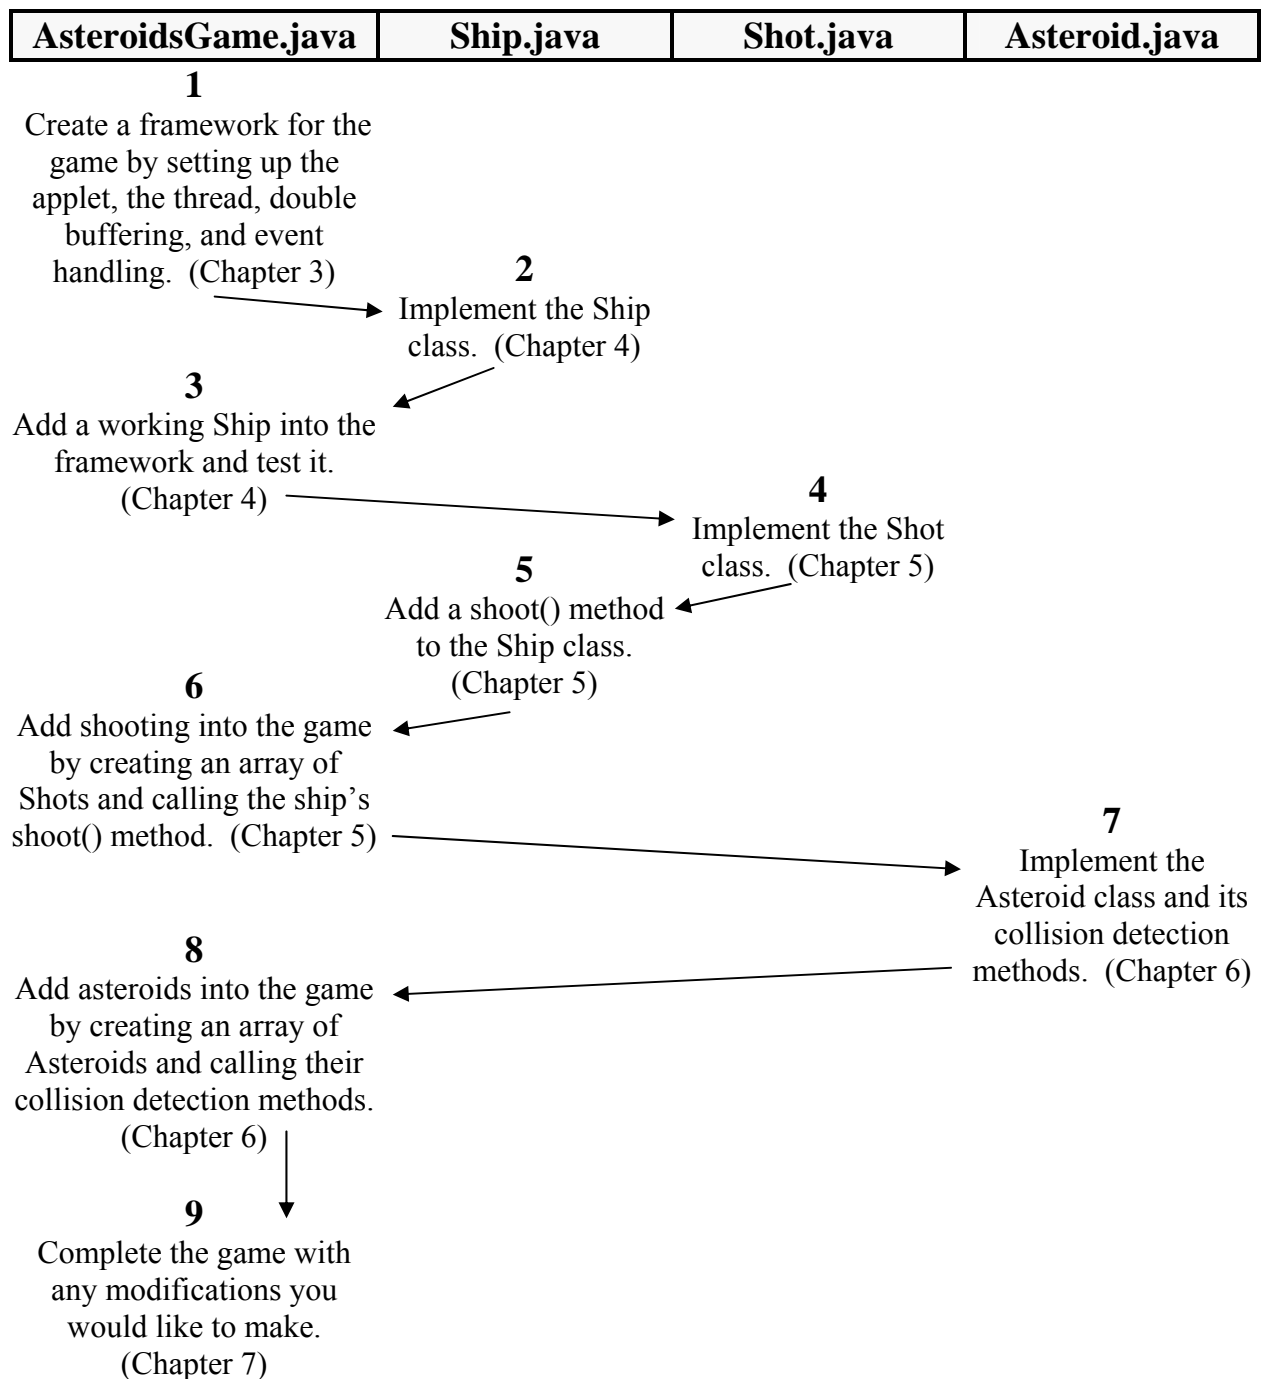 AsteroidsGame.java Ship.java Shot.java Asteroid.java
1
Create a framework for the
game by setting up the
applet, the thread, double
buffering, and event
handling. (Chapter 3)
2
Implement the Ship
class. (Chapter 4)
3
Add a working Ship into the
framework and test it.
(Chapter 4)
4
Implement the Shot
class. (Chapter 5)
5
Add a shoot() method
to the Ship class.
(Chapter 5)
6
Add shooting into the game
by creating an array of
Shots and calling the ship’s
shoot() method. (Chapter 5)
7
Implement the
Asteroid class and its
collision detection
methods. (Chapter 6)
8
Add asteroids into the game
by creating an array of
Asteroids and calling their
collision detection methods.
(Chapter 6)
9
Complete the game with
any modifications you
would like to make.
(Chapter 7)